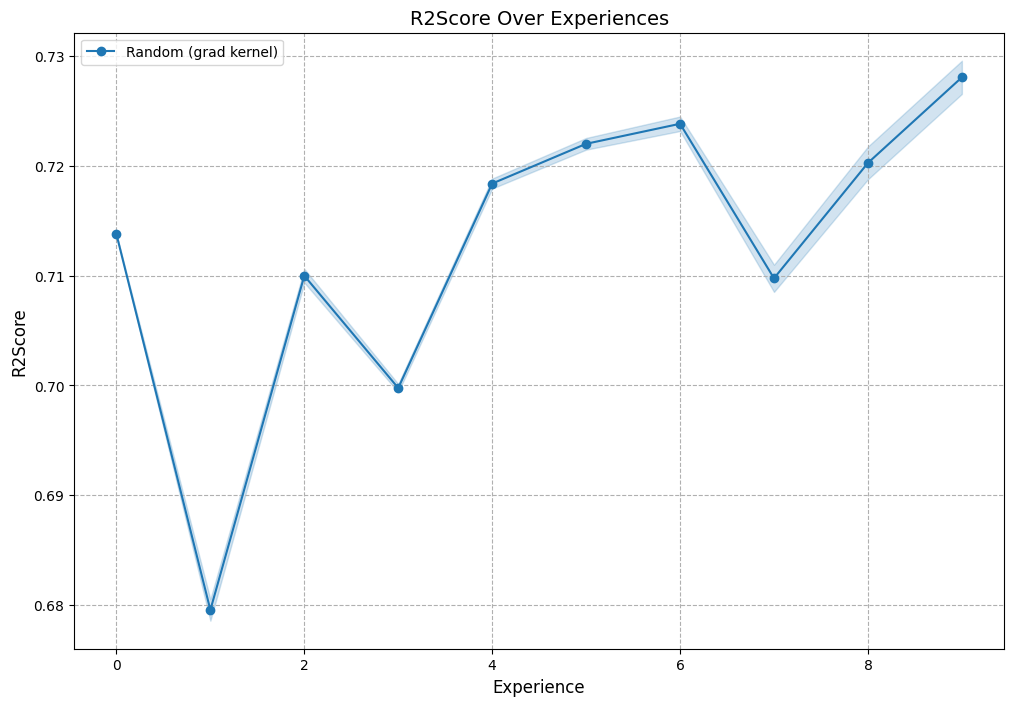 R2Score Over Experiences
Random (grad kernel)
0.73
0.72
0.71
0.70
0.69
0.68
R2Score
0 2 4 6 8
Experience